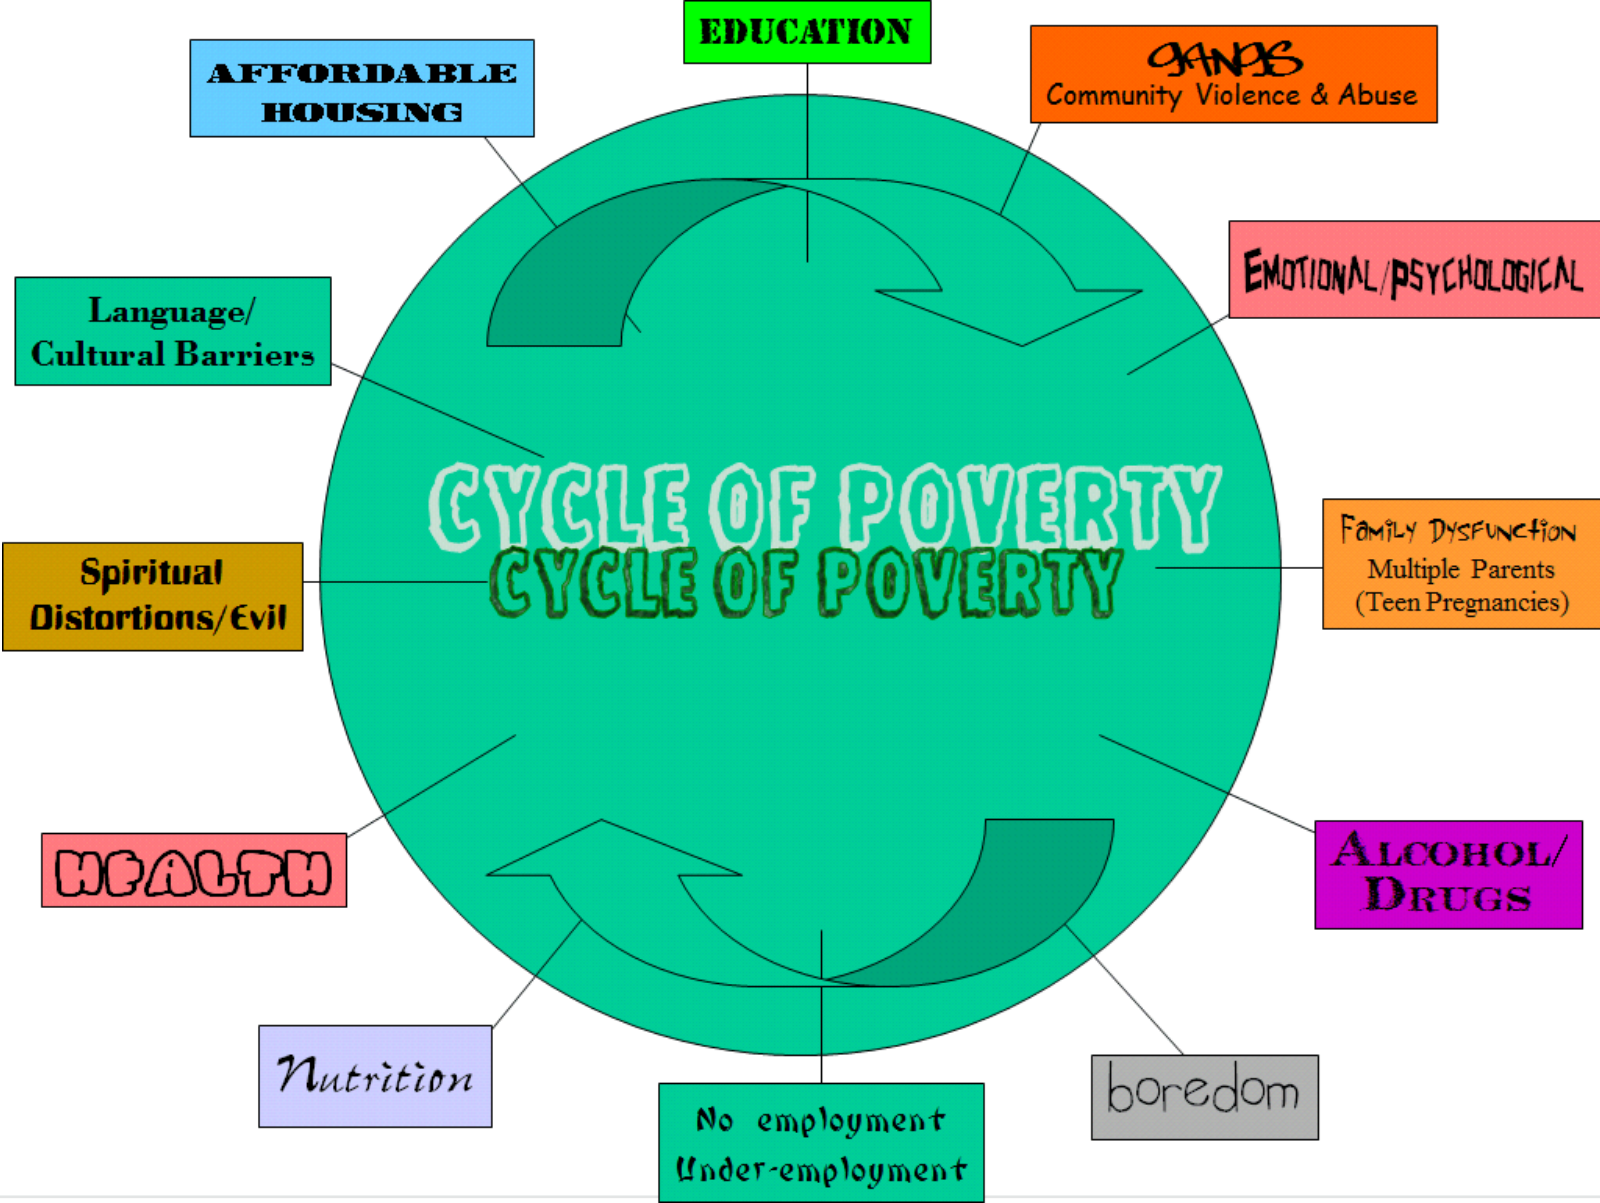 EDUCATION
AFFORDABLE
HOUSING
GANGS
Community Violence & Abuse
EMOTIONAL/PSYCHOLOGICAL
Language/
Cultural Barriers
CYCLE OF POVERTY
CYCLE OF POVERTY
FAMILY DYSFUNCTION
Multiple Parents
(Teen Pregnancies)
Spiritual
Distortions/Evil
HEALTH
ALCOHOL/
DRUGS
Nutrition
boredom
No employment
Under-employment